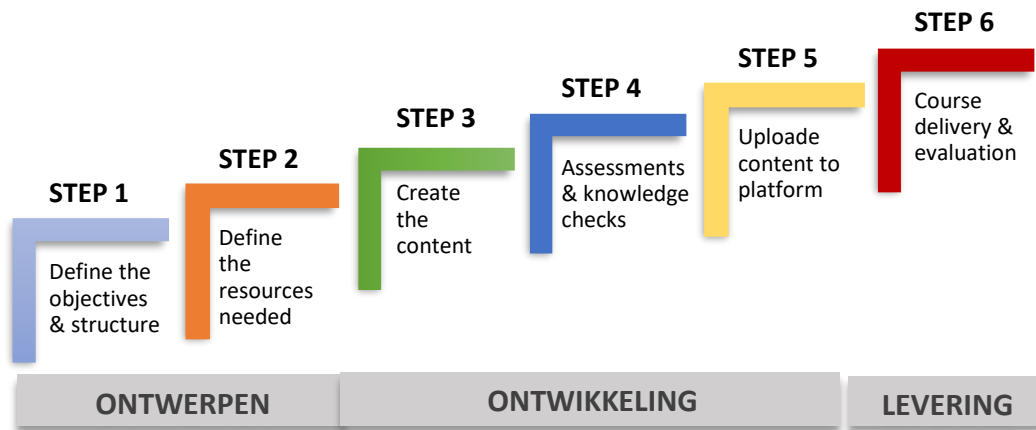 STEP 1
Define the
objectives
& structure
STEP 2
Define
the
resources
needed
STEP 3
Create
the
content
STEP 4
Assessments
& knowledge
checks
STEP 5
Uploade
content to
platform
STEP 6
Course
delivery &
evaluation
ONTWERPEN
ONTWIKKELING
LEVERING